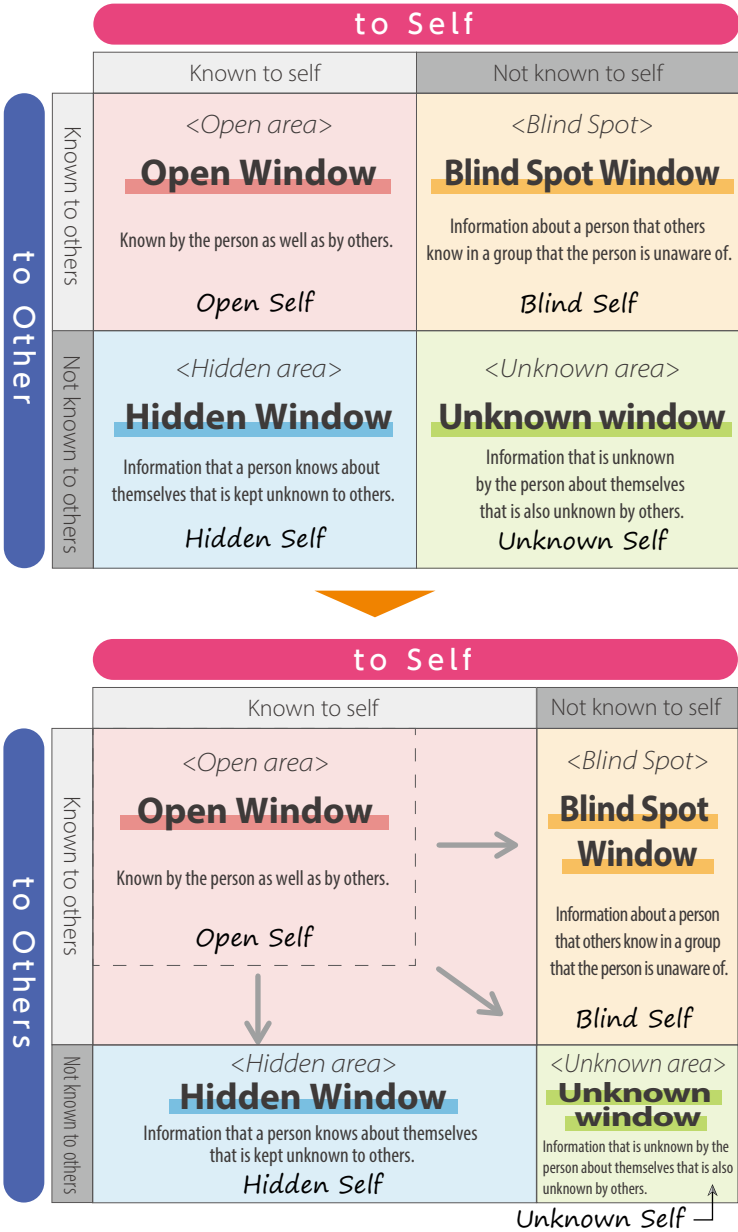 to Self
Known to self
Not known to self
to Other
Known to others
<Open area>
Open Window
Known by the person as well as by others.
Open Self
<Blind Spot>
Blind Spot Window
Information about a person that others
know in a group that the person is unaware of.
Blind Self
Not known to others
<Hidden area>
Hidden Window
Information that a person knows about
themselves that is kept unknown to others.
Hidden Self
<Unknown area>
Unknown window
Information that is unknown
by the person about themselves
that is also unknown by others.
Unknown Self
to Self
Known to self
Not known to self
to Others
Known to others
<Open area>
Open Window
Known by the person as well as by others.
Open Self
<Blind Spot>
Blind Spot
Window
Information about a person
that others know in a group
that the person is unaware of.
Blind Self
Not known to others
<Hidden area>
Hidden Window
Information that a person knows about themselves
that is kept unknown to others.
Hidden Self
<Unknown area>
Unknown
window
Information that is unknown by the
person about themselves that is also
unknown by others.
Unknown Self